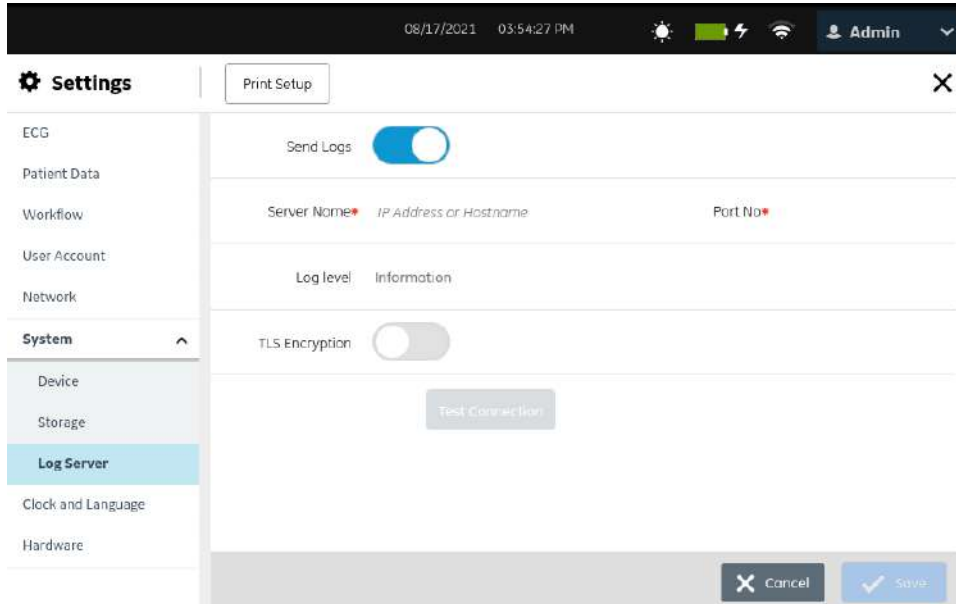 08/17/2021 03:54:27 PM Admin
Settings Print Setup
ECG
Patient Data
Workflow
User Account
Network
System
Device
Storage
Log Server
Clock and Language
Hardware
Send Logs
Server Name* IP Address or Hostname Port No*
Log level Information
TLS Encryption
Test Connection
Cancel Save